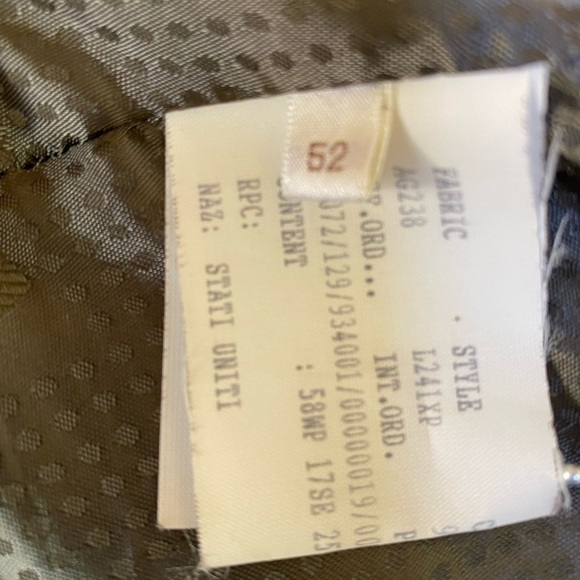 52
FABRIC . STYLE
AG238 L241XP
.ORD... INT.ORD.
072/129/934001/0000019/00
CONTENT : 58WP 17SE 25
RPC:
NAZ: STATI UNITI